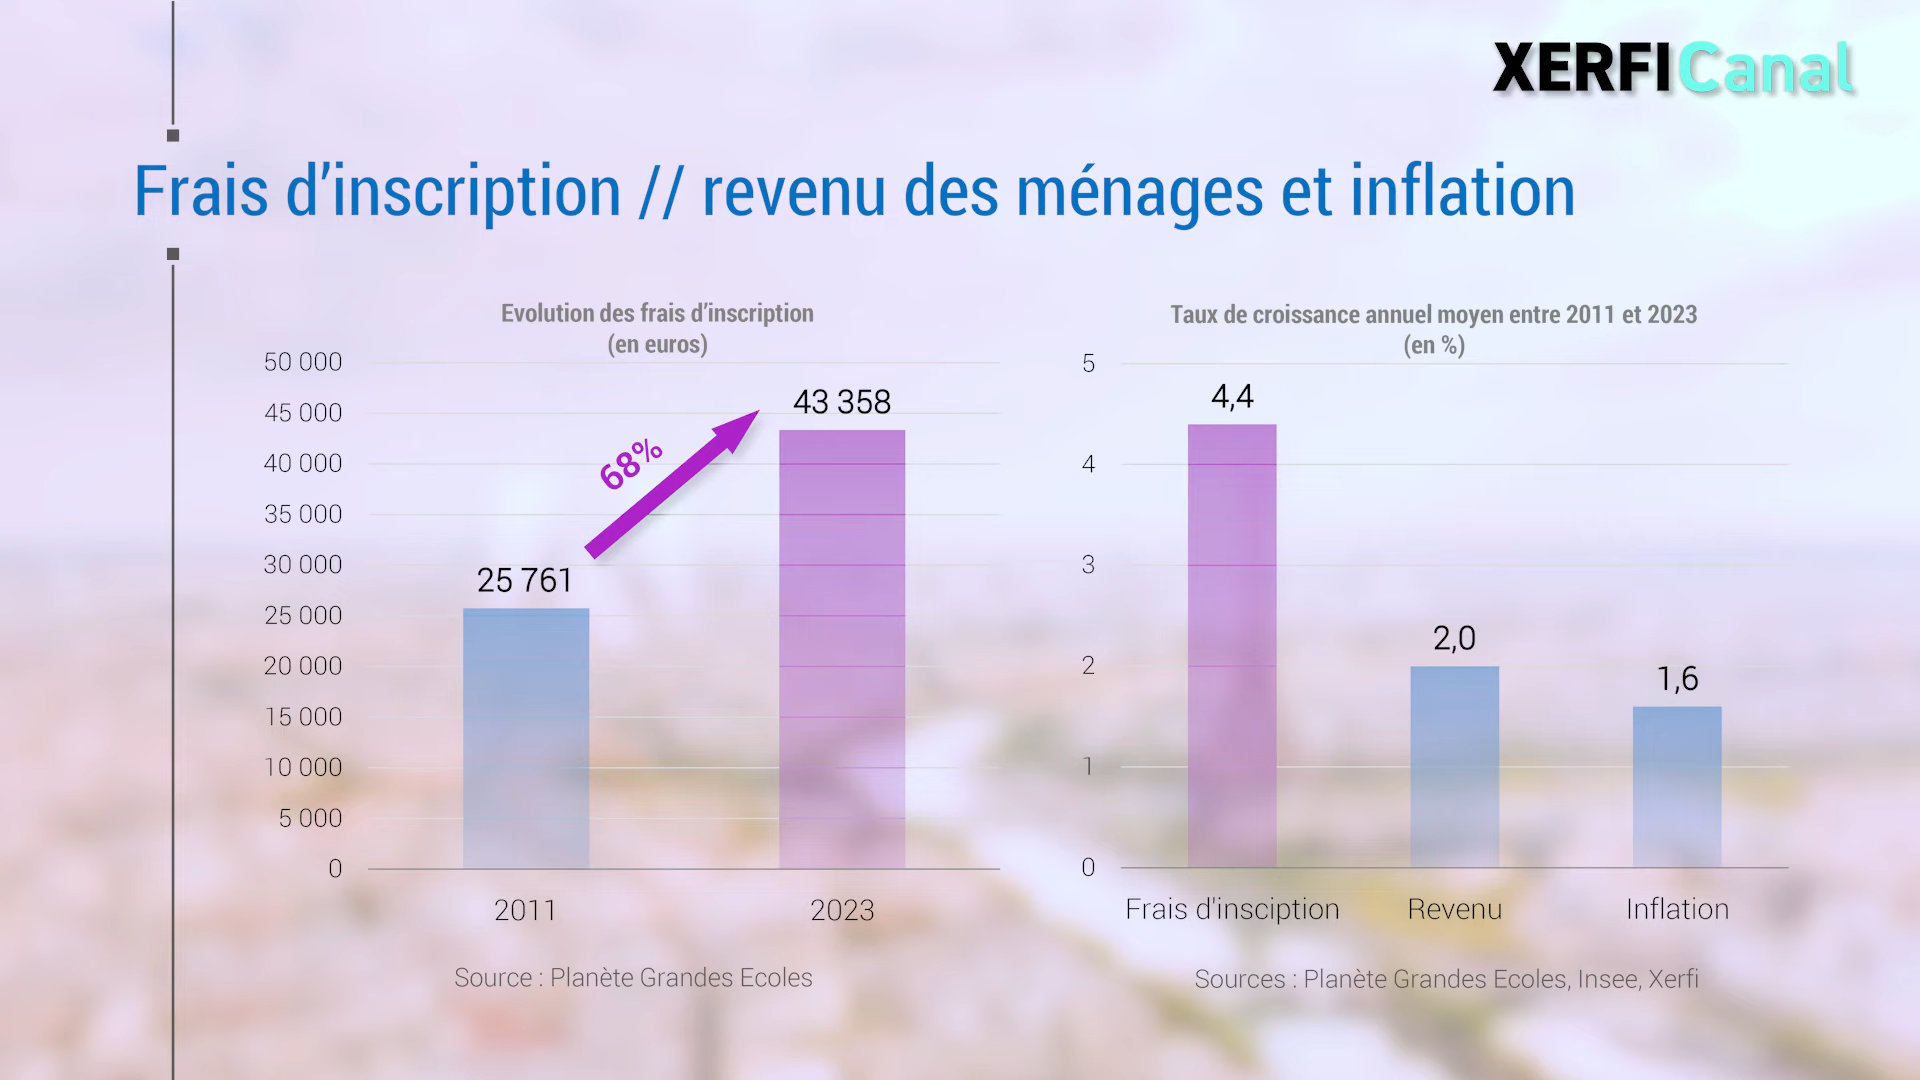 XERFI Canal
Frais d’inscription // revenu des ménages et inflation
Evolution des frais d’inscription
(en euros)
50 000
45 000
40 000
35 000
30 000
25 000
20 000
15 000
10 000
5 000
0
25 761
68%
43 358
2011
2023
Source : Planète Grandes Ecoles
Taux de croissance annuel moyen entre 2011 et 2023
(en %)
5
4
3
2
1
0
4,4
2,0
1,6
Frais d'insciption
Revenu
Inflation
Sources : Planète Grandes Ecoles, Insee, Xerfi